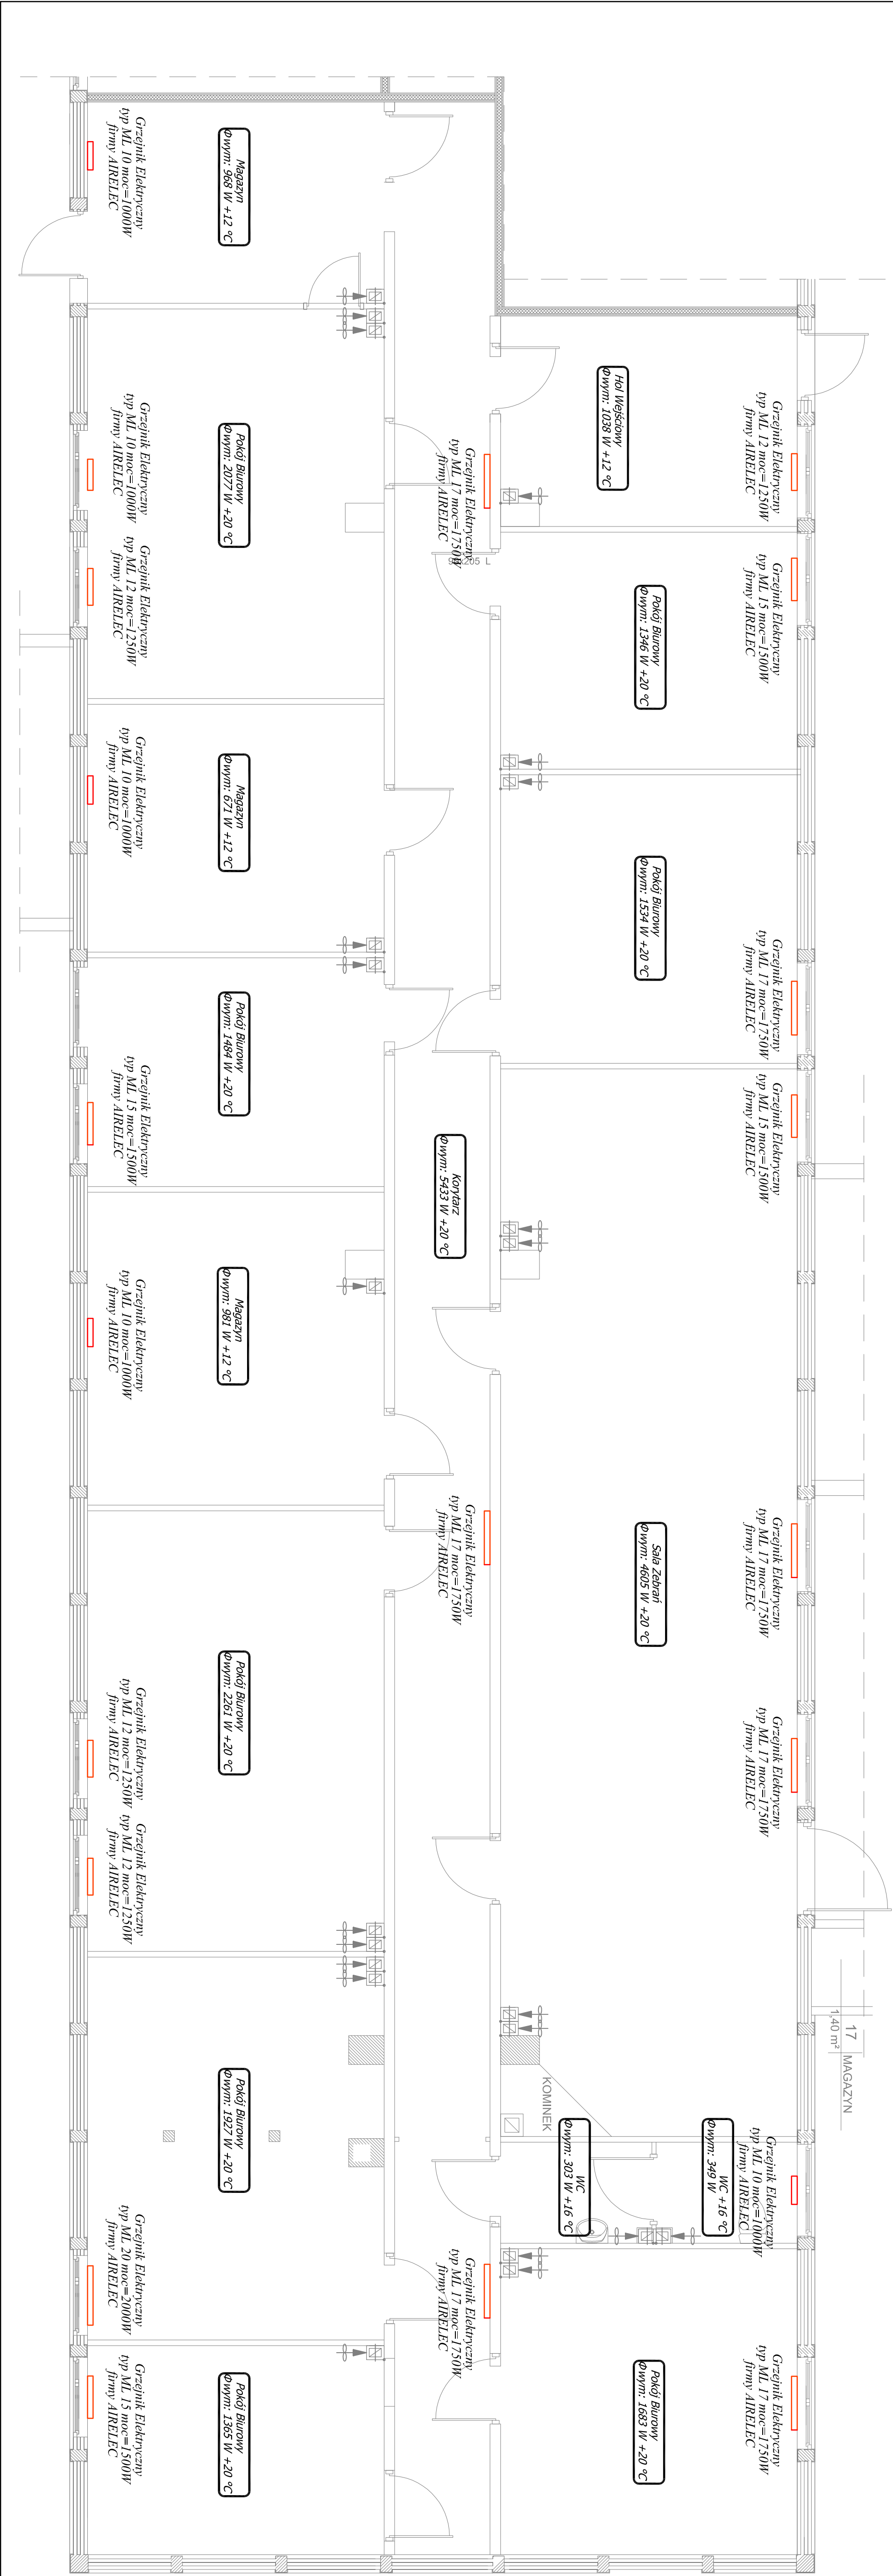 17
MAGAZYN
1,40 m²
Grzejnik Elektryczny
typ ML 12 moc=1250W
firmy AIRELEC
Grzejnik Elektryczny
typ ML 15 moc=1500W
firmy AIRELEC
Grzejnik Elektryczny
typ ML 17 moc=1750W
firmy AIRELEC
Grzejnik Elektryczny
typ ML 15 moc=1500W
firmy AIRELEC
Grzejnik Elektryczny
typ ML 17 moc=1750W
firmy AIRELEC
Grzejnik Elektryczny
typ ML 17 moc=1750W
firmy AIRELEC
Grzejnik Elektryczny
typ ML 10 moc=1000W
firmy AIRELEC
Grzejnik Elektryczny
typ ML 17 moc=1750W
firmy AIRELEC
WC +16 °C
Φwym: 349 W
Hol Wejściowy
Φwym: 1038 W +12 °C
Pokój Biurowy
Φwym: 1346 W +20 °C
Pokój Biurowy
Φwym: 1534 W +20 °C
Sala Zebrań
Φwym: 4605 W +20 °C
WC
Φwym: 303 W +16 °C
Pokój Biurowy
Φwym: 1683 W +20 °C
KOMINEK
Grzejnik Elektryczny
typ ML 17 moc=1750W
firmy AIRELEC
90x205 L
Korytarz
Φwym: 5433 W +20 °C
Grzejnik Elektryczny
typ ML 17 moc=1750W
firmy AIRELEC
Grzejnik Elektryczny
typ ML 17 moc=1750W
firmy AIRELEC
Magazyn
Φwym: 968 W +12 °C
Pokój Biurowy
Φwym: 2077 W +20 °C
Magazyn
Φwym: 671 W +12 °C
Pokój Biurowy
Φwym: 1484 W +20 °C
Magazyn
Φwym: 981 W +12 °C
Pokój Biurowy
Φwym: 2261 W +20 °C
Pokój Biurowy
Φwym: 1927 W +20 °C
Pokój Biurowy
Φwym: 1365 W +20 °C
Grzejnik Elektryczny
typ ML 10 moc=1000W
firmy AIRELEC
Grzejnik Elektryczny
typ ML 10 moc=1000W
firmy AIRELEC
Grzejnik Elektryczny
typ ML 12 moc=1250W
firmy AIRELEC
Grzejnik Elektryczny
typ ML 10 moc=1000W
firmy AIRELEC
Grzejnik Elektryczny
typ ML 15 moc=1500W
firmy AIRELEC
Grzejnik Elektryczny
typ ML 10 moc=1000W
firmy AIRELEC
Grzejnik Elektryczny
typ ML 12 moc=1250W
firmy AIRELEC
Grzejnik Elektryczny
typ ML 12 moc=1250W
firmy AIRELEC
Grzejnik Elektryczny
typ ML 20 moc=2000W
firmy AIRELEC
Grzejnik Elektryczny
typ ML 15 moc=1500W
firmy AIRELEC